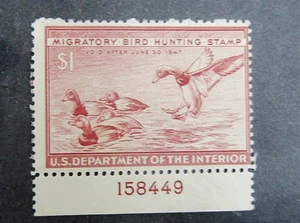 MIGRATORY·BIRD·HUNTING STAMP
VOID AFTER JUNE 30, 1947
$1
U.S. DEPARTMENT OF THE INTERIOR
158449